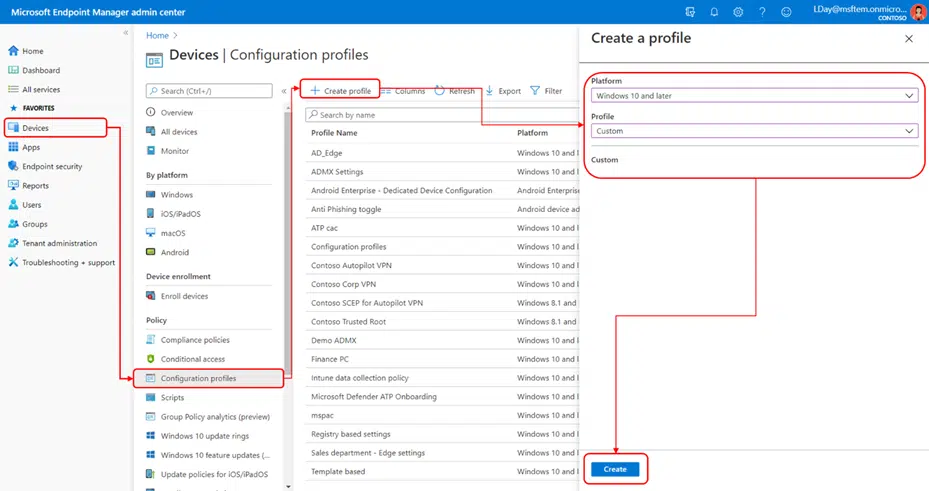 Microsoft Endpoint Manager admin center
LDay@msftem.onmicro...
CONTOSO
Home
Dashboard
All services
FAVORITES
Devices
Apps
Endpoint security
Reports
Users
Groups
Tenant administration
Troubleshooting + support
Home
Devices | Configuration profiles
Search (Ctrl+/)
Overview
All devices
Monitor
By platform
Windows
iOS/iPadOS
macOS
Android
Device enrollment
Enroll devices
Policy
Compliance policies
Conditional access
Configuration profiles
Scripts
Group Policy analytics (preview)
Windows 10 update rings
Windows 10 feature updates (...
Update policies for iOS/iPadOS
Create profile Columns Refresh Export Filter
Search by name
Profile Name Platform
AD_Edge Windows 10 and l
ADMX Settings Windows 10 and l
Android Enterprise - Dedicated Device Configuration Android Enterprise
Anti Phishing toggle Android device ad
ATP cac Windows 10 and l
Configuration profiles Windows 10 and l
Contoso Autopilot VPN Windows 10 and l
Contoso Corp VPN Windows 10 and l
Contoso SCEP for Autopilot VPN Windows 8.1 and
Contoso Trusted Root Windows 8.1 and
Demo ADMX Windows 10 and l
Finance PC Windows 10 and l
Intune data collection policy Windows 10 and l
Microsoft Defender ATP Onboarding Windows 10 and l
mspac Windows 10 and l
Registry based settings Windows 10 and l
Sales department - Edge settings Windows 10 and l
Template based Windows 10 and l
Create a profile
Platform
Windows 10 and later
Profile
Custom
Custom
Create